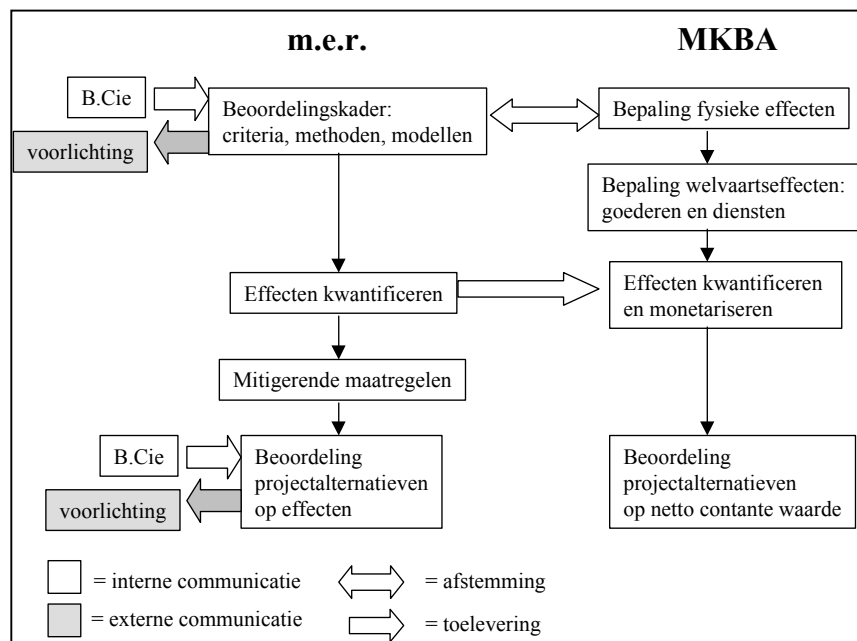 m.e.r.
MKBA
B.Cie
voorlichting
Beoordelingskader:
criteria, methoden, modellen
Bepaling fysieke effecten
Bepaling welvaartseffecten:
goederen en diensten
Effecten kwantificeren
Effecten kwantificeren
en monetariseren
Mitigerende maatregelen
B.Cie
voorlichting
Beoordeling
projectalternatieven
op effecten
Beoordeling
projectalternatieven
op netto contante waarde
= interne communicatie
= afstemming
= externe communicatie
= toelevering